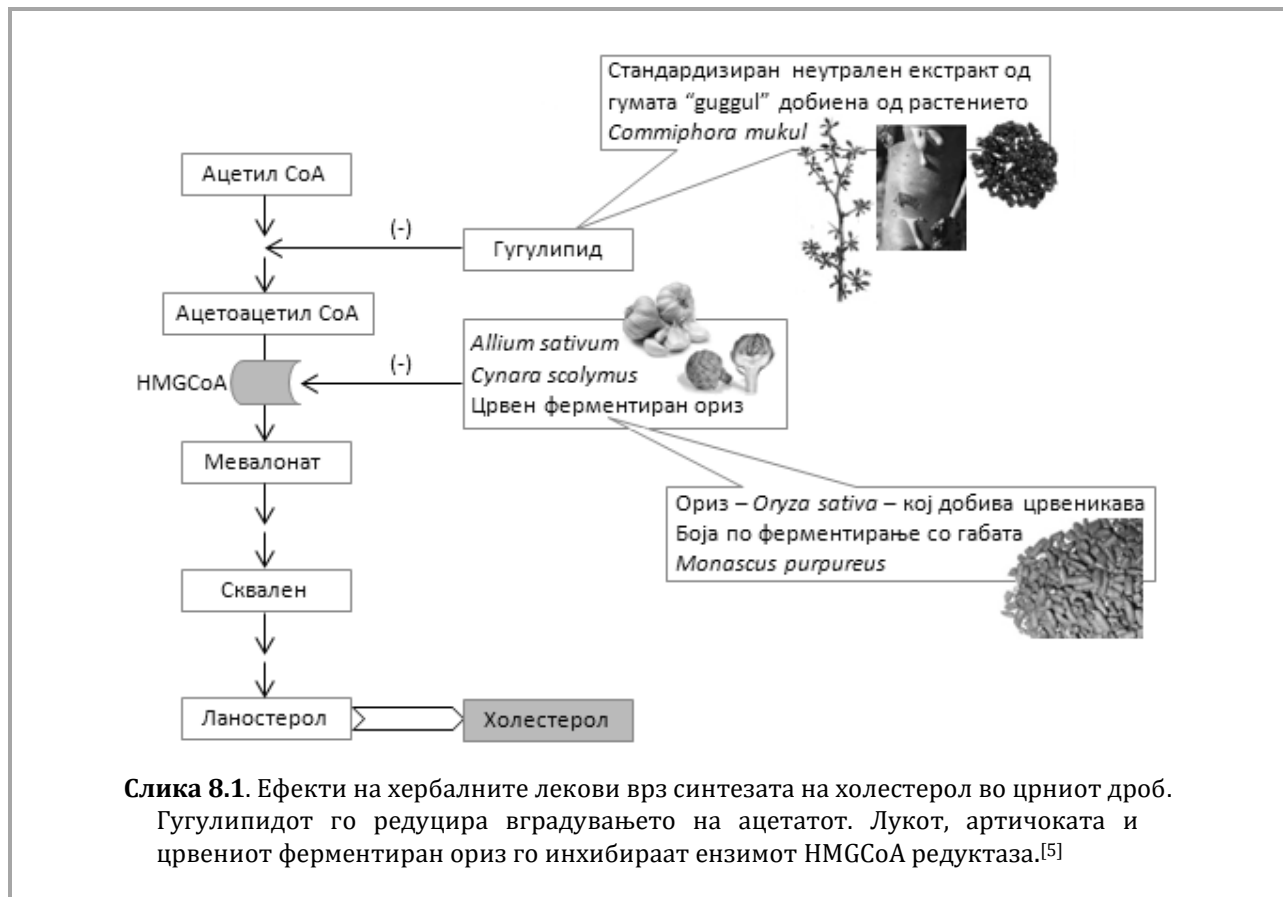 Стандардизиран неутрален екстракт од
гумата “guggul” добиена од растението
Commiphora mukul
Ацетил CoA
(-)
Гугулипид
Ацетоацетил CoA
Allium sativum
Cynara scolymus
Црвен ферментиран ориз
HMGCoA
(-)
Мевалонат
Ориз – Oryza sativa – кој добива црвеникава
Боја по ферментирање со габата
Monascus purpureus
Сквален
Ланостерол
Холестерол
Слика 8.1. Ефекти на хербалните лекови врз синтезата на холестерол во црниот дроб.
Гугулипидот го редуцира вградувањето на ацетатот. Лукот, артичоката и
црвениот ферментиран ориз го инхибираат ензимот HMGCoA редуктаза.[5]